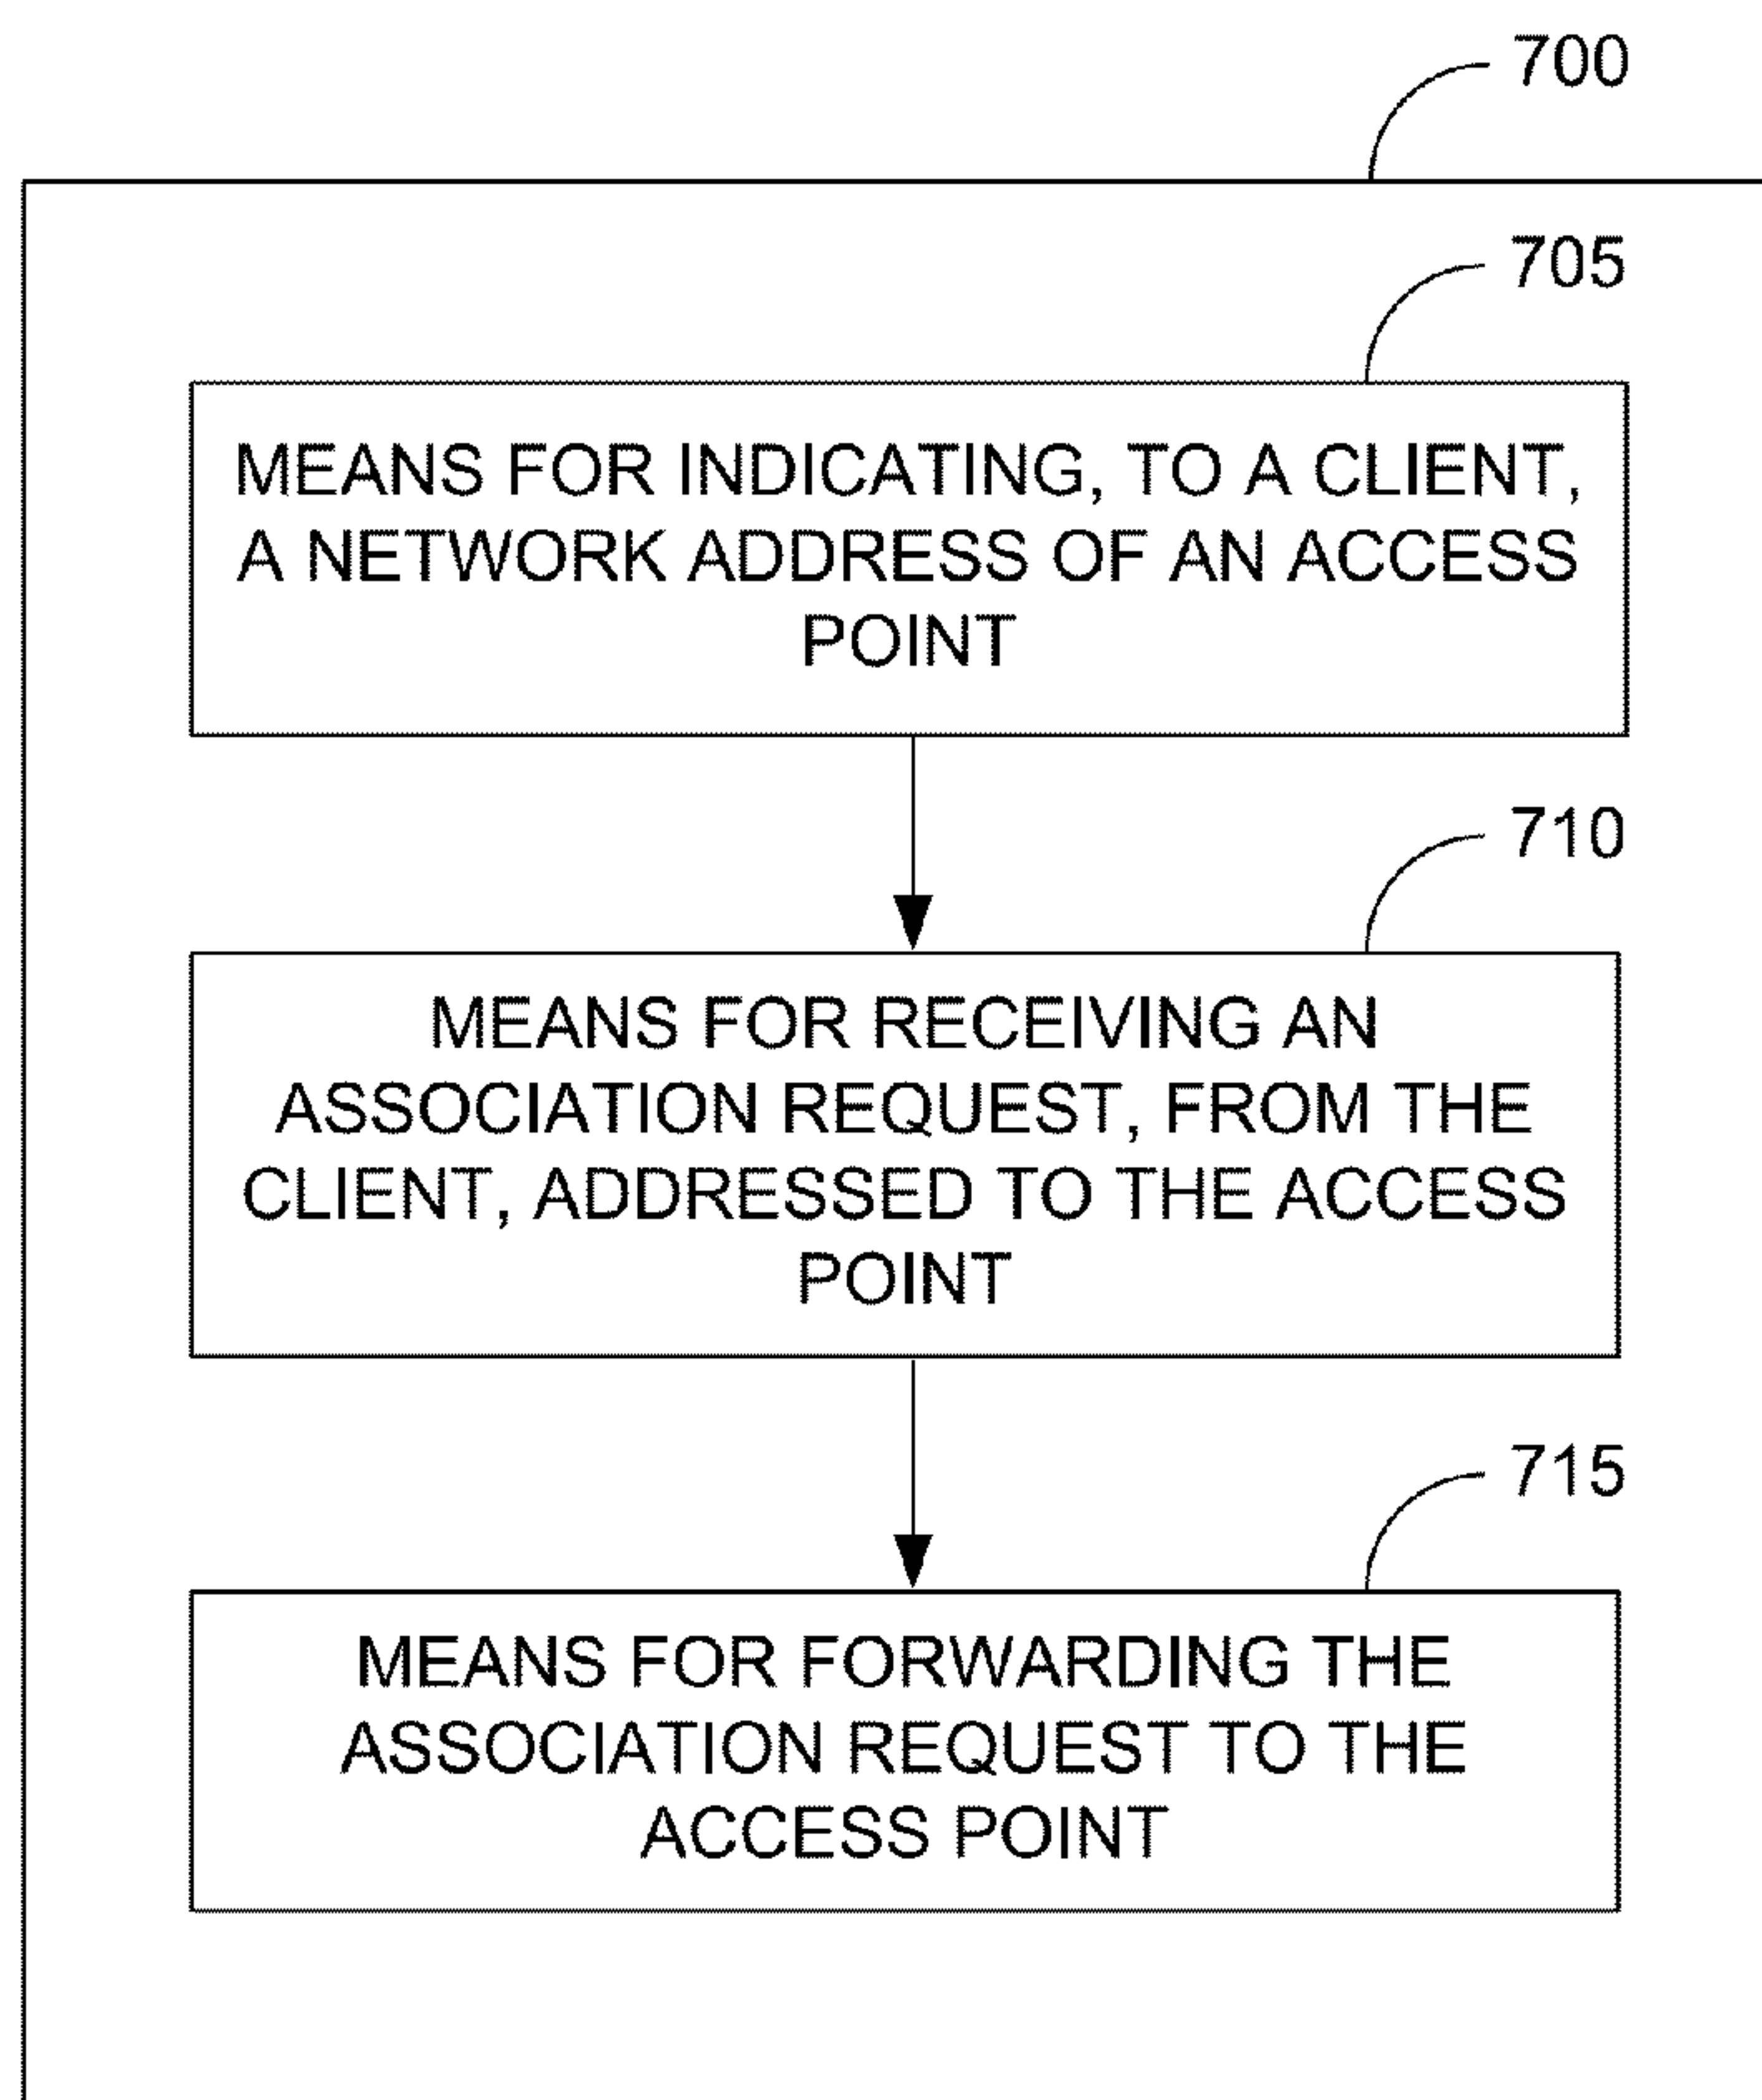 700
705
MEANS FOR INDICATING, TO A CLIENT,
A NETWORK ADDRESS OF AN ACCESS
POINT
710
MEANS FOR RECEIVING AN
ASSOCIATION REQUEST, FROM THE
CLIENT, ADDRESSED TO THE ACCESS
POINT
715
MEANS FOR FORWARDING THE
ASSOCIATION REQUEST TO THE
ACCESS POINT